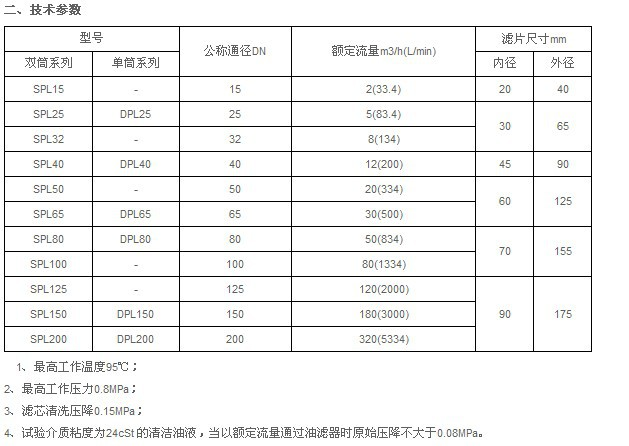 二、技术参数
型号 公称通径DN 额定流量m3/h(L/min) 滤片尺寸mm
双筒系列 单筒系列 内径 外径
SPL15 - 15 2(33.4) 20 40
SPL25 DPL25 25 5(83.4) 30 65
SPL32 - 32 8(134)
SPL40 DPL40 40 12(200) 45 90
SPL50 - 50 20(334) 60 125
SPL65 DPL65 65 30(500)
SPL80 DPL80 80 50(834) 70 155
SPL100 - 100 80(1334)
SPL125 - 125 120(2000) 90 175
SPL150 DPL150 150 180(3000)
SPL200 DPL200 200 320(5334)
1、最高工作温度95℃；
2、最高工作压力0.8MPa；
3、滤芯清洗压降0.15MPa；
4、试验介质粘度为24cSt的清洁油液，当以额定流量通过油滤器时原始压降不大于0.08MPa。